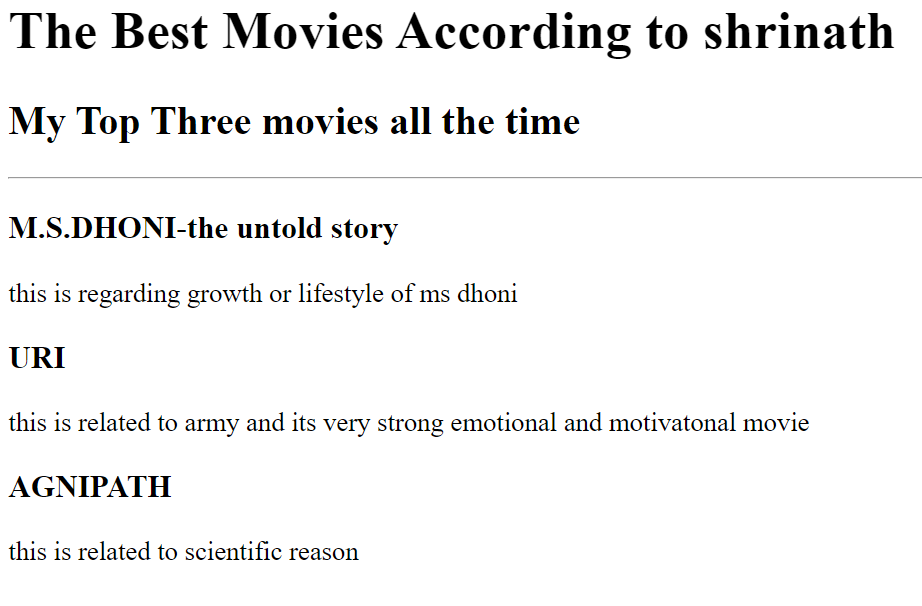 The Best Movies According to shrinath
My Top Three movies all the time
M.S.DHONI-the untold story
this is regarding growth or lifestyle of ms dhoni
URI
this is related to army and its very strong emotional and motivatonal movie
AGNIPATH
this is related to scientific reason